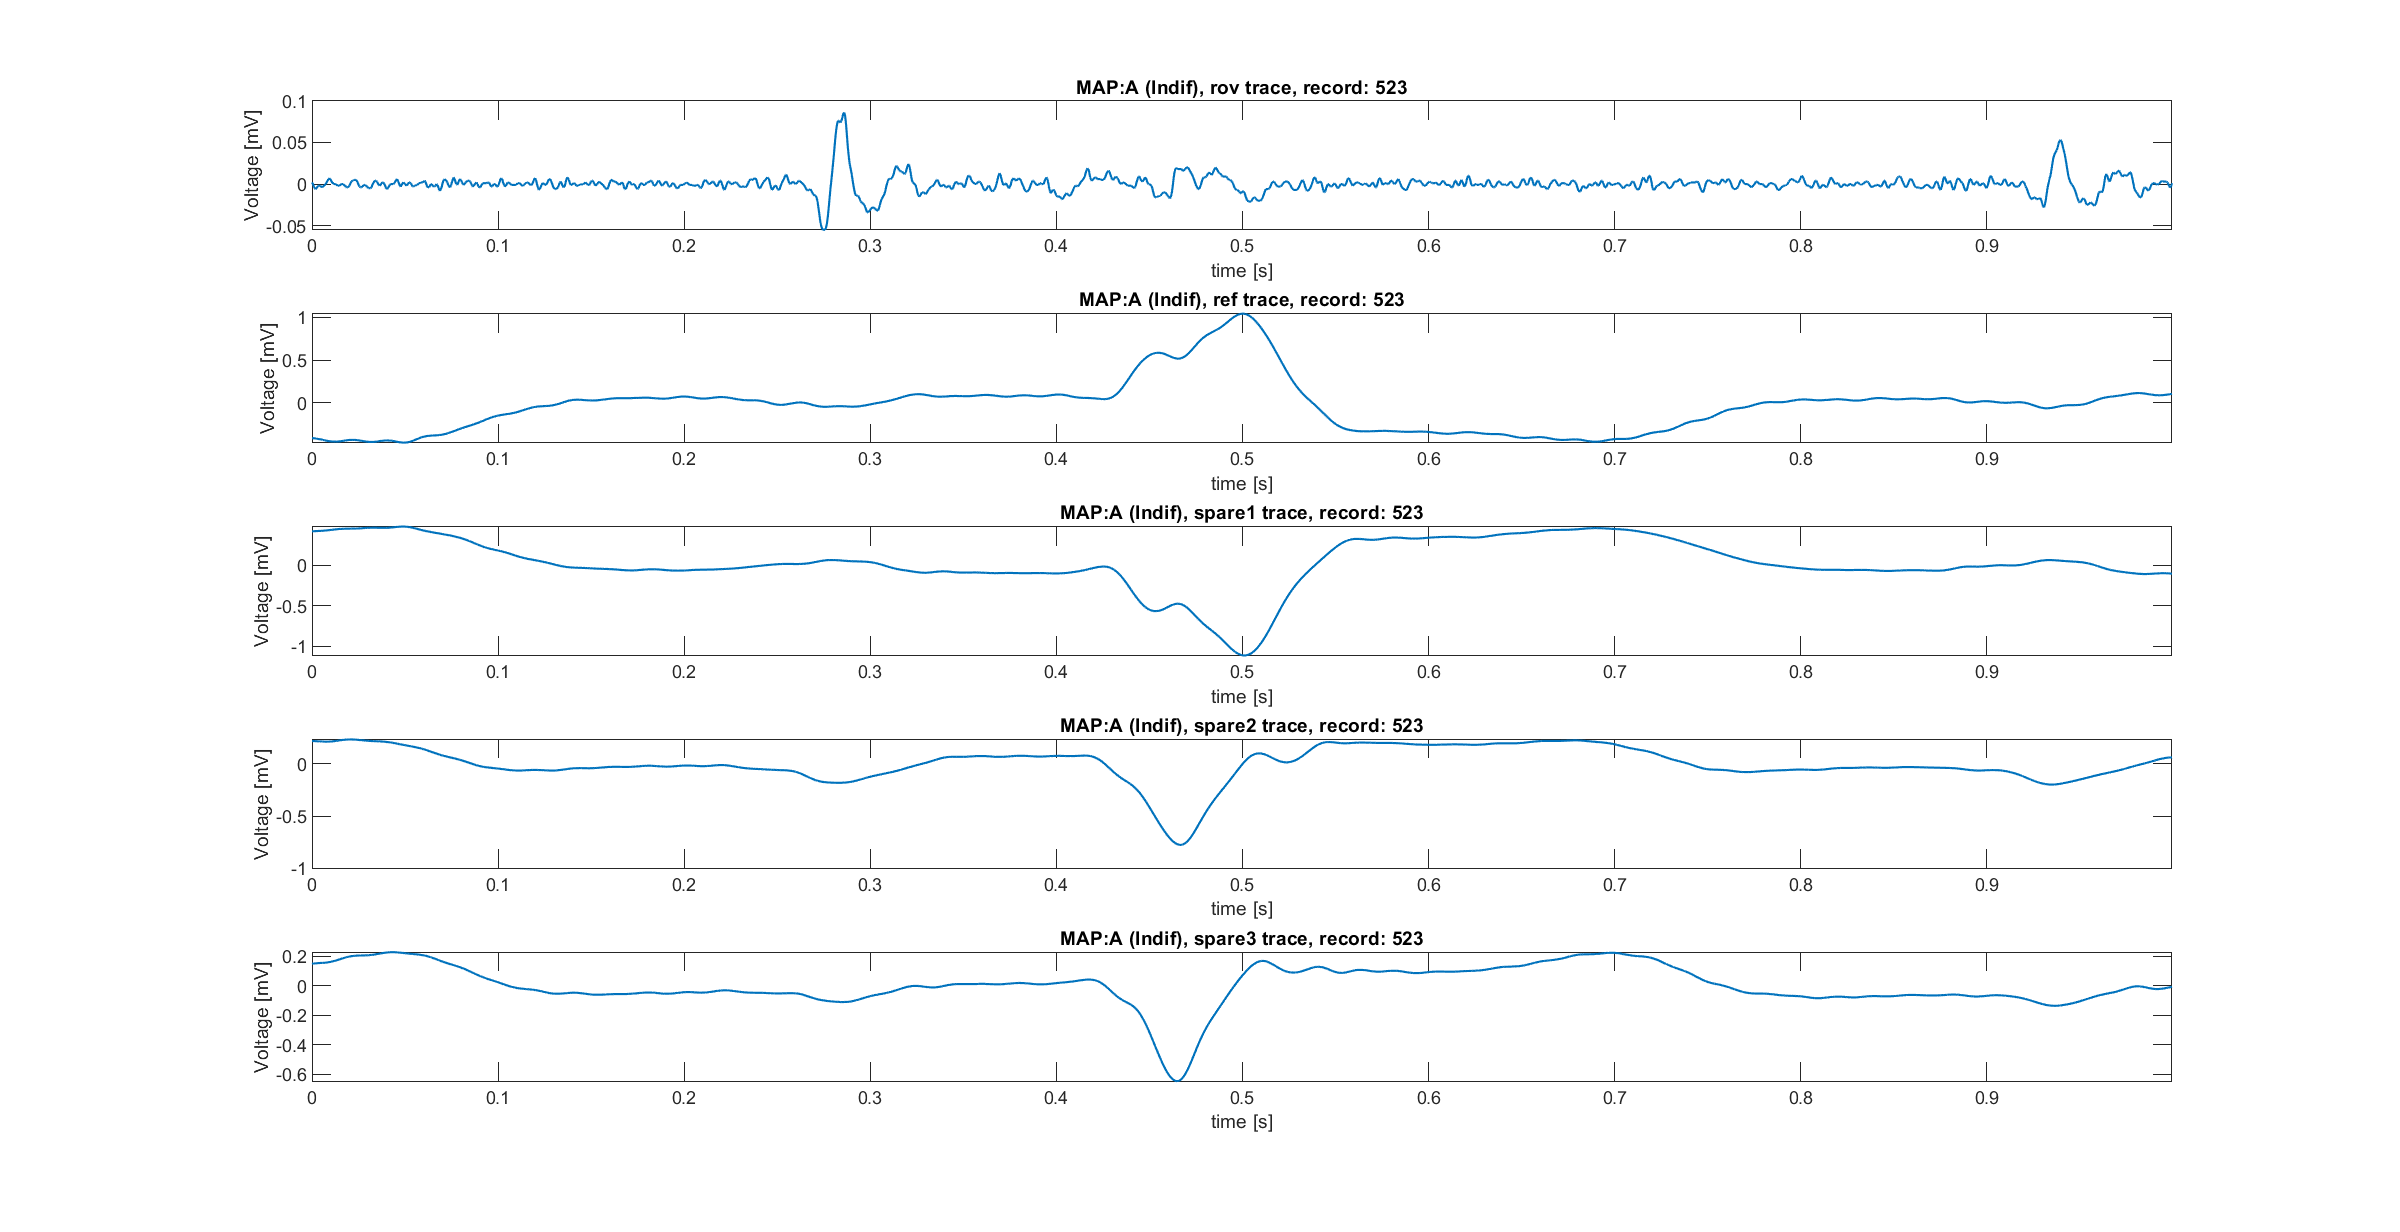 MAP:A (Indif), rov trace, record: 523
Voltage [mV]
0.1
0.05
0
-0.05
0 0.1 0.2 0.3 0.4 0.5 0.6 0.7 0.8 0.9
time [s]
MAP:A (Indif), ref trace, record: 523
Voltage [mV]
1
0.5
0
0 0.1 0.2 0.3 0.4 0.5 0.6 0.7 0.8 0.9
time [s]
MAP:A (Indif), spare1 trace, record: 523
Voltage [mV]
0
-0.5
-1
0 0.1 0.2 0.3 0.4 0.5 0.6 0.7 0.8 0.9
time [s]
MAP:A (Indif), spare2 trace, record: 523
Voltage [mV]
0
-0.5
-1
0 0.1 0.2 0.3 0.4 0.5 0.6 0.7 0.8 0.9
time [s]
MAP:A (Indif), spare3 trace, record: 523
Voltage [mV]
0.2
0
-0.2
-0.4
-0.6
0 0.1 0.2 0.3 0.4 0.5 0.6 0.7 0.8 0.9
time [s]